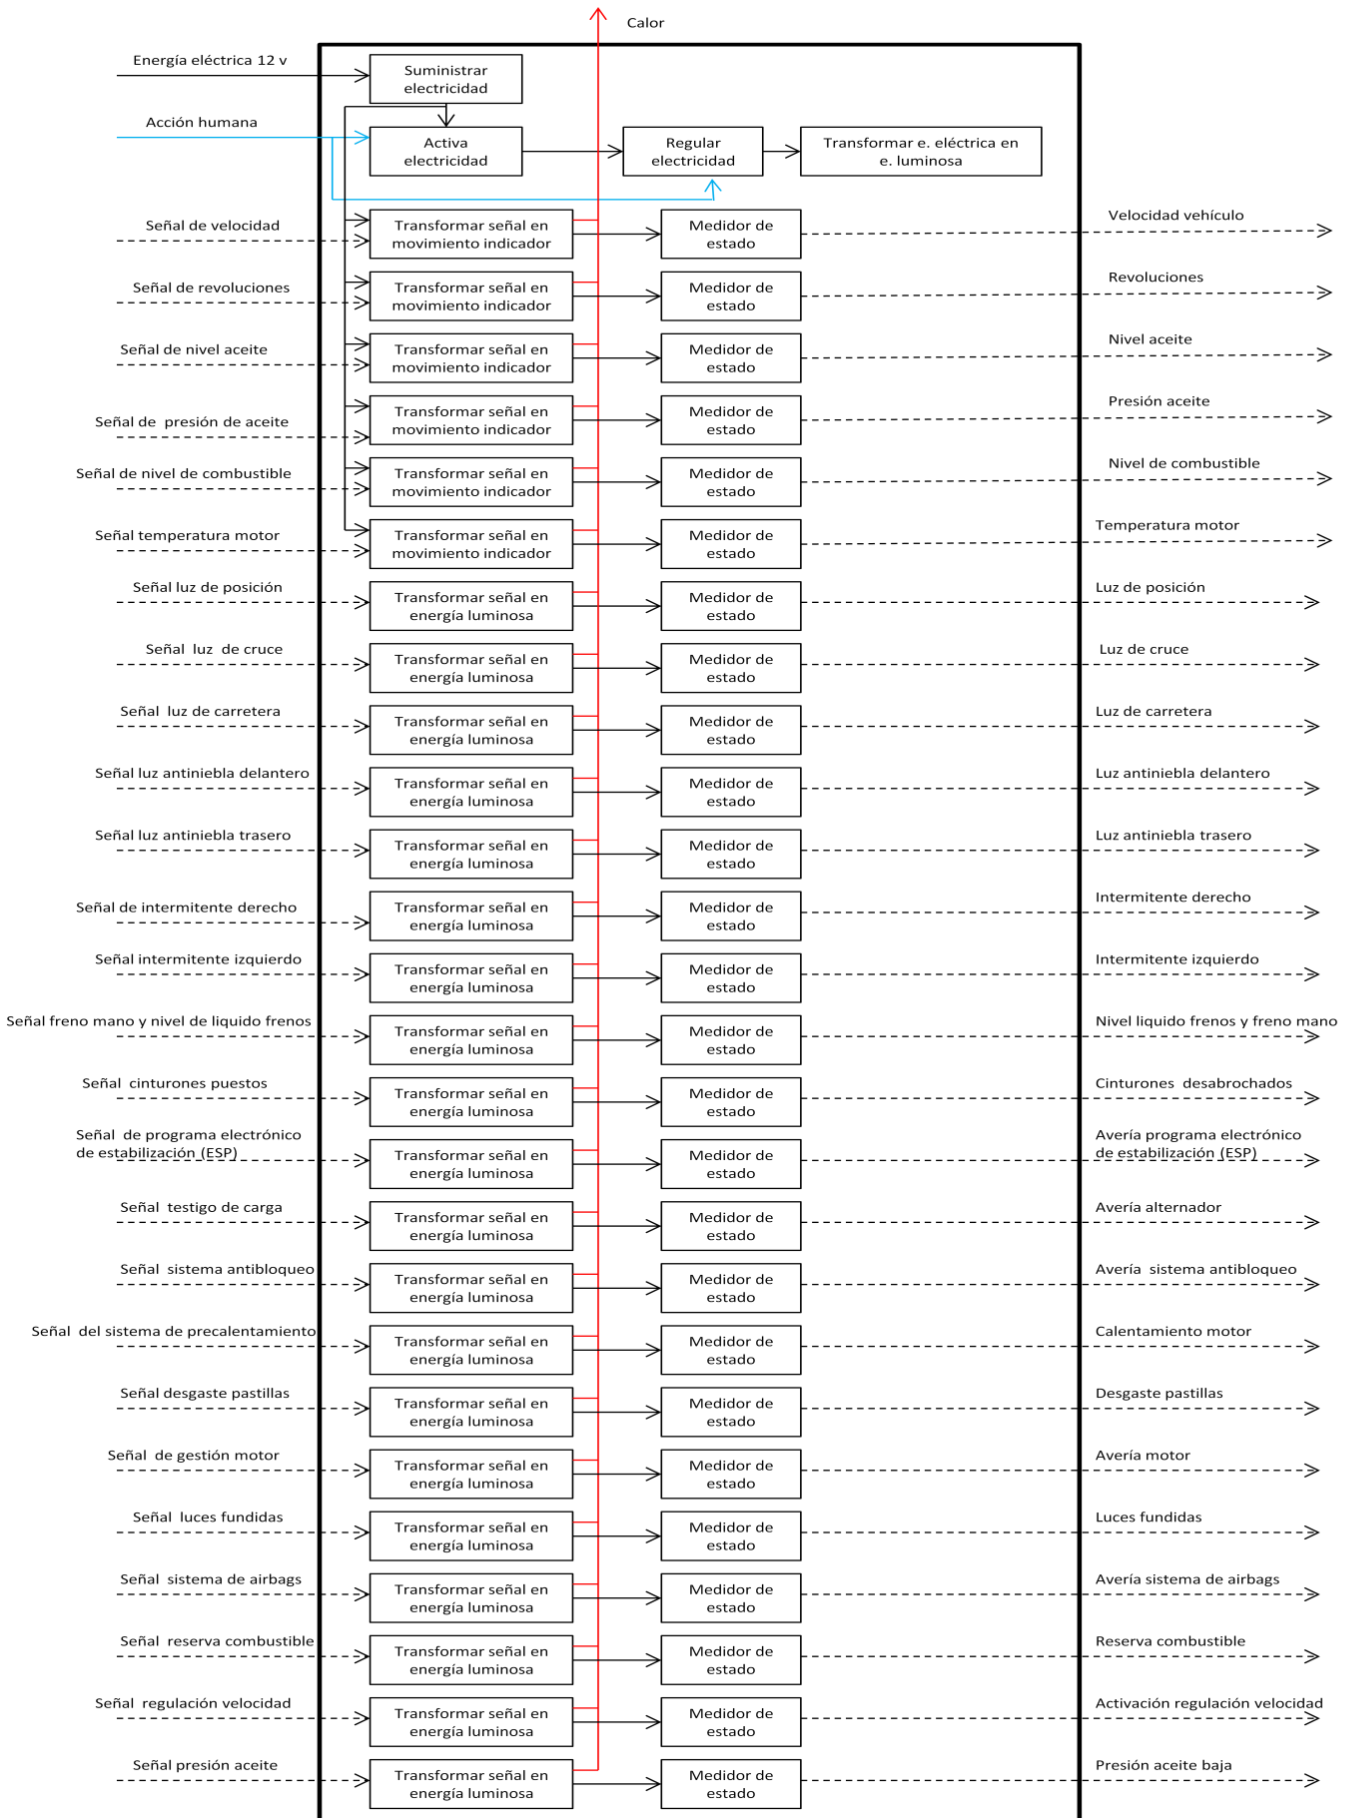 Calor
Energía eléctrica 12 v
Suministrar
electricidad
Acción humana
Activa
electricidad
Regular
electricidad
Transformar e. eléctrica en
e. luminosa
Señal de velocidad
Transformar señal en
movimiento indicador
Medidor de
estado
Velocidad vehículo
Señal de revoluciones
Transformar señal en
movimiento indicador
Medidor de
estado
Revoluciones
Señal de nivel aceite
Transformar señal en
movimiento indicador
Medidor de
estado
Nivel aceite
Señal de presión de aceite
Transformar señal en
movimiento indicador
Medidor de
estado
Presión aceite
Señal de nivel de combustible
Transformar señal en
movimiento indicador
Medidor de
estado
Nivel de combustible
Señal temperatura motor
Transformar señal en
movimiento indicador
Medidor de
estado
Temperatura motor
Señal luz de posición
Transformar señal en
energía luminosa
Medidor de
estado
Luz de posición
Señal luz de cruce
Transformar señal en
energía luminosa
Medidor de
estado
Luz de cruce
Señal luz de carretera
Transformar señal en
energía luminosa
Medidor de
estado
Luz de carretera
Señal luz antiniebla delantero
Transformar señal en
energía luminosa
Medidor de
estado
Luz antiniebla delantero
Señal luz antiniebla trasero
Transformar señal en
energía luminosa
Medidor de
estado
Luz antiniebla trasero
Señal de intermitente derecho
Transformar señal en
energía luminosa
Medidor de
estado
Intermitente derecho
Señal intermitente izquierdo
Transformar señal en
energía luminosa
Medidor de
estado
Intermitente izquierdo
Señal freno mano y nivel de liquido frenos
Transformar señal en
energía luminosa
Medidor de
estado
Nivel liquido frenos y freno mano
Señal cinturones puestos
Transformar señal en
energía luminosa
Medidor de
estado
Cinturones desabrochados
Señal de programa electrónico
de estabilización (ESP)
Transformar señal en
energía luminosa
Medidor de
estado
Avería programa electrónico
de estabilización (ESP)
Señal testigo de carga
Transformar señal en
energía luminosa
Medidor de
estado
Avería alternador
Señal sistema antibloqueo
Transformar señal en
energía luminosa
Medidor de
estado
Avería sistema antibloqueo
Señal del sistema de precalentamiento
Transformar señal en
energía luminosa
Medidor de
estado
Calentamiento motor
Señal desgaste pastillas
Transformar señal en
energía luminosa
Medidor de
estado
Desgaste pastillas
Señal de gestión motor
Transformar señal en
energía luminosa
Medidor de
estado
Avería motor
Señal luces fundidas
Transformar señal en
energía luminosa
Medidor de
estado
Luces fundidas
Señal sistema de airbags
Transformar señal en
energía luminosa
Medidor de
estado
Avería sistema de airbags
Señal reserva combustible
Transformar señal en
energía luminosa
Medidor de
estado
Reserva combustible
Señal regulación velocidad
Transformar señal en
energía luminosa
Medidor de
estado
Activación regulación velocidad
Señal presión aceite
Transformar señal en
energía luminosa
Medidor de
estado
Presión aceite baja